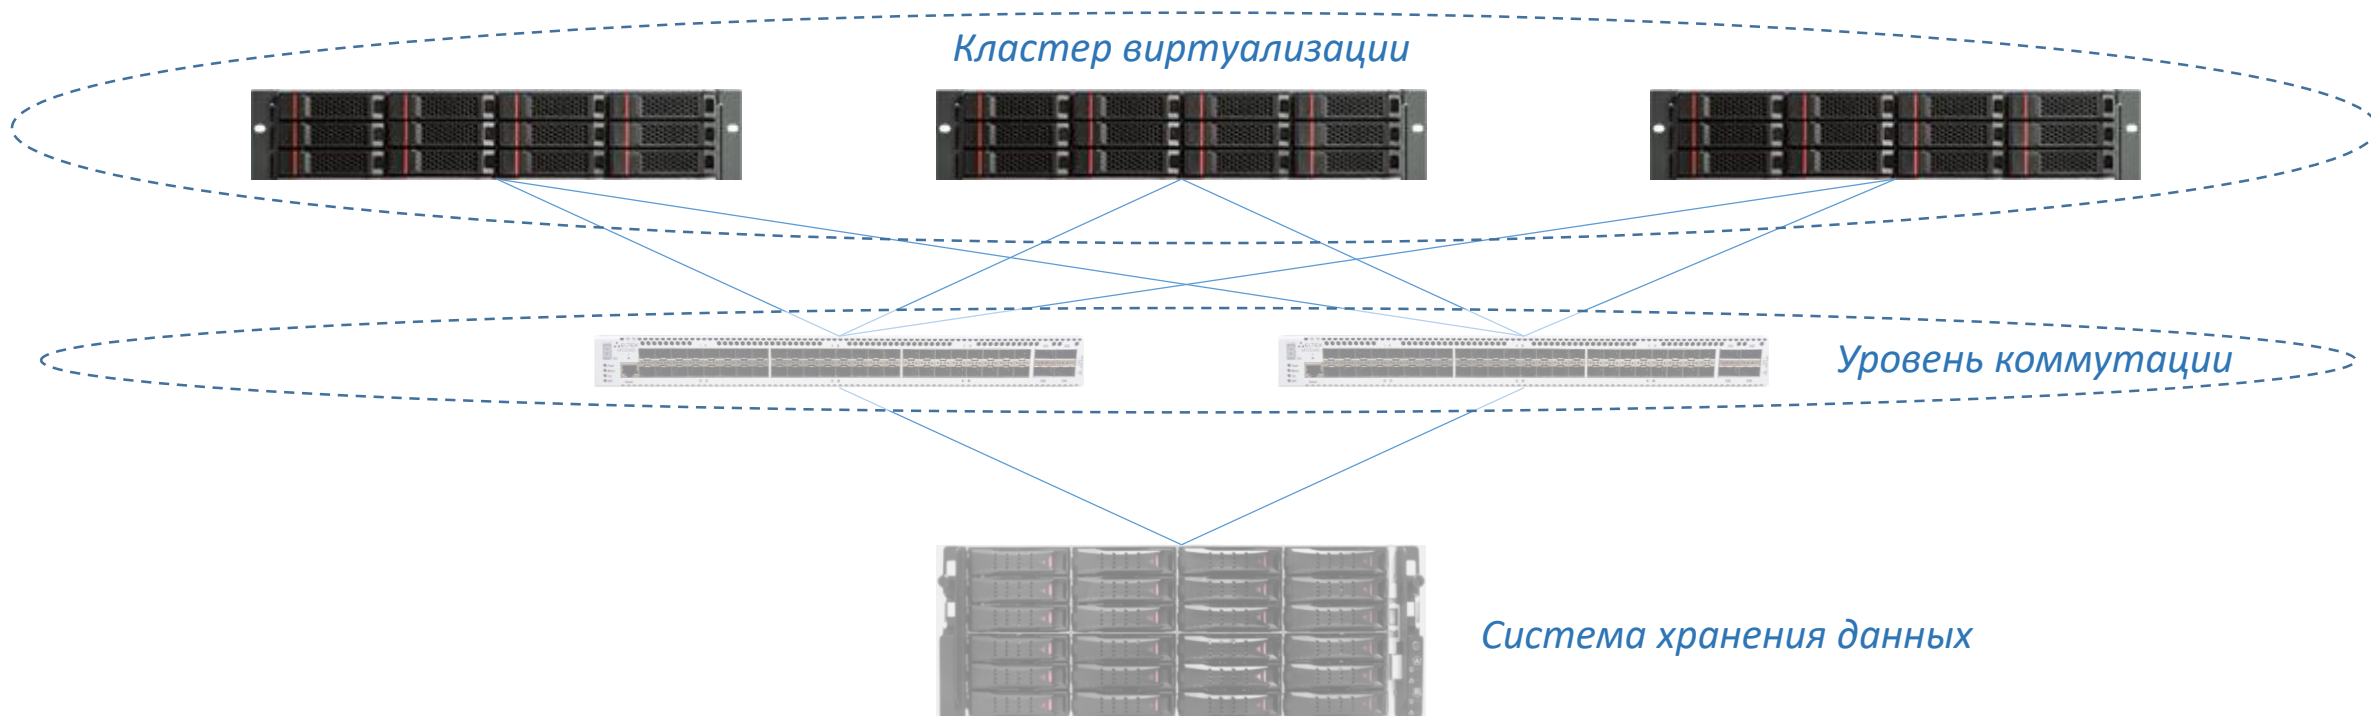 Кластер виртуализации
Уровень коммутации
Система хранения данных